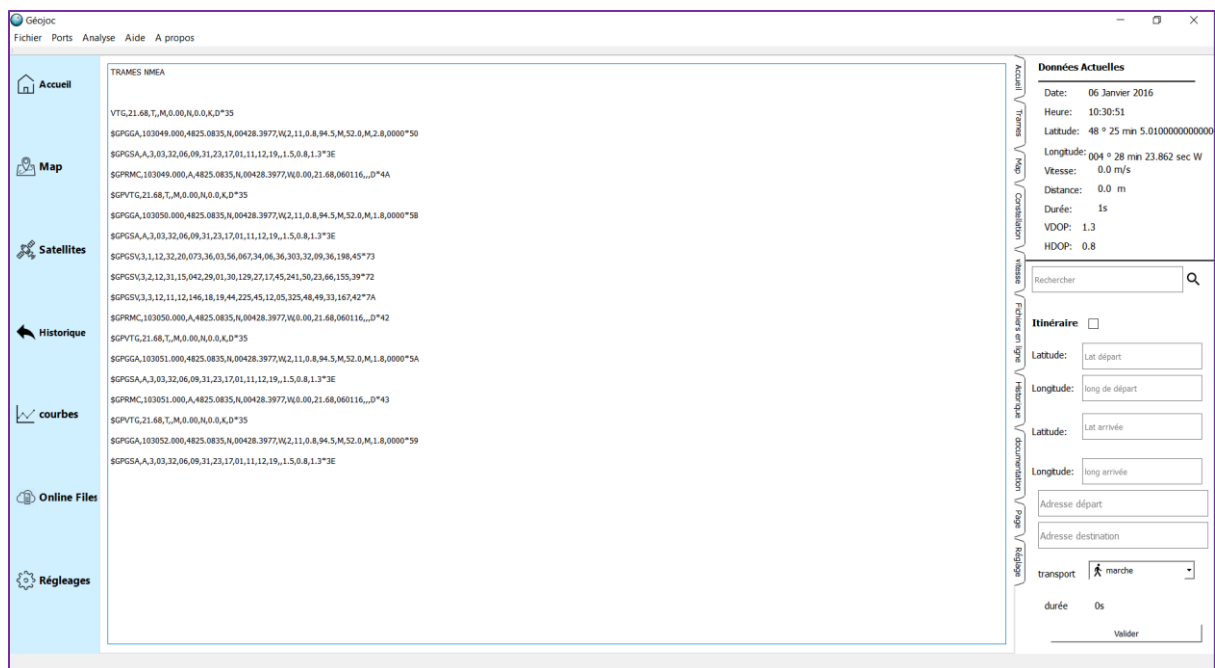 Géojoc
Fichier Ports Analyse Aide A propos
Accueil
Map
Satellites
Historique
courbes
Online Files
Régleages
TRAMES NMEA
VTG,21.68,T,,M,0.00,N,0.0,K,D*35
$GPGGA,103049.000,4825.0835,N,00428.3977,W,2,11,0.8,94.5,M,52.0,M,2.8,0000*50
$GPGSA,A,3,03,32,06,09,31,23,17,01,11,12,19,,1.5,0.8,1.3*3E
$GPRMC,103049.000,A,4825.0835,N,00428.3977,W,0.00,21.68,060116,,,D*4A
$GPVTG,21.68,T,,M,0.00,N,0.0,K,D*35
$GPGGA,103050.000,4825.0835,N,00428.3977,W,2,11,0.8,94.5,M,52.0,M,1.8,0000*5B
$GPGSA,A,3,03,32,06,09,31,23,17,01,11,12,19,,1.5,0.8,1.3*3E
$GPGSV,3,1,12,32,20,073,36,03,56,067,34,06,36,303,32,09,36,198,45*73
$GPGSV,3,2,12,31,15,042,29,01,30,129,27,17,45,241,50,23,66,155,39*72
$GPGSV,3,3,12,11,12,146,18,19,44,225,45,12,05,325,48,49,33,167,42*7A
$GPRMC,103050.000,A,4825.0835,N,00428.3977,W,0.00,21.68,060116,,,D*42
$GPVTG,21.68,T,,M,0.00,N,0.0,K,D*35
$GPGGA,103051.000,4825.0835,N,00428.3977,W,2,11,0.8,94.5,M,52.0,M,1.8,0000*5A
$GPGSA,A,3,03,32,06,09,31,23,17,01,11,12,19,,1.5,0.8,1.3*3E
$GPRMC,103051.000,A,4825.0835,N,00428.3977,W,0.00,21.68,060116,,,D*43
$GPVTG,21.68,T,,M,0.00,N,0.0,K,D*35
$GPGGA,103052.000,4825.0835,N,00428.3977,W,2,11,0.8,94.5,M,52.0,M,1.8,0000*59
$GPGSA,A,3,03,32,06,09,31,23,17,01,11,12,19,,1.5,0.8,1.3*3E
Accueil
Trames
Map
Constellation
vitesse
Fichiers en ligne
Historique
documentation
Page
Réglage
Données Actuelles
Date: 06 Janvier 2016
Heure: 10:30:51
Latitude: 48 ° 25 min 5.0100000000000
Longitude: 004 ° 28 min 23.862 sec W
Vitesse: 0.0 m/s
Distance: 0.0 m
Durée: 1s
VDOP: 1.3
HDOP: 0.8
Rechercher
Itinéraire
Latitude: Lat départ
Longtude: long de départ
Latitude: Lat arrivée
Longtude: long arrivée
Adresse départ
Adresse destination
transport marche
durée 0s
Valider